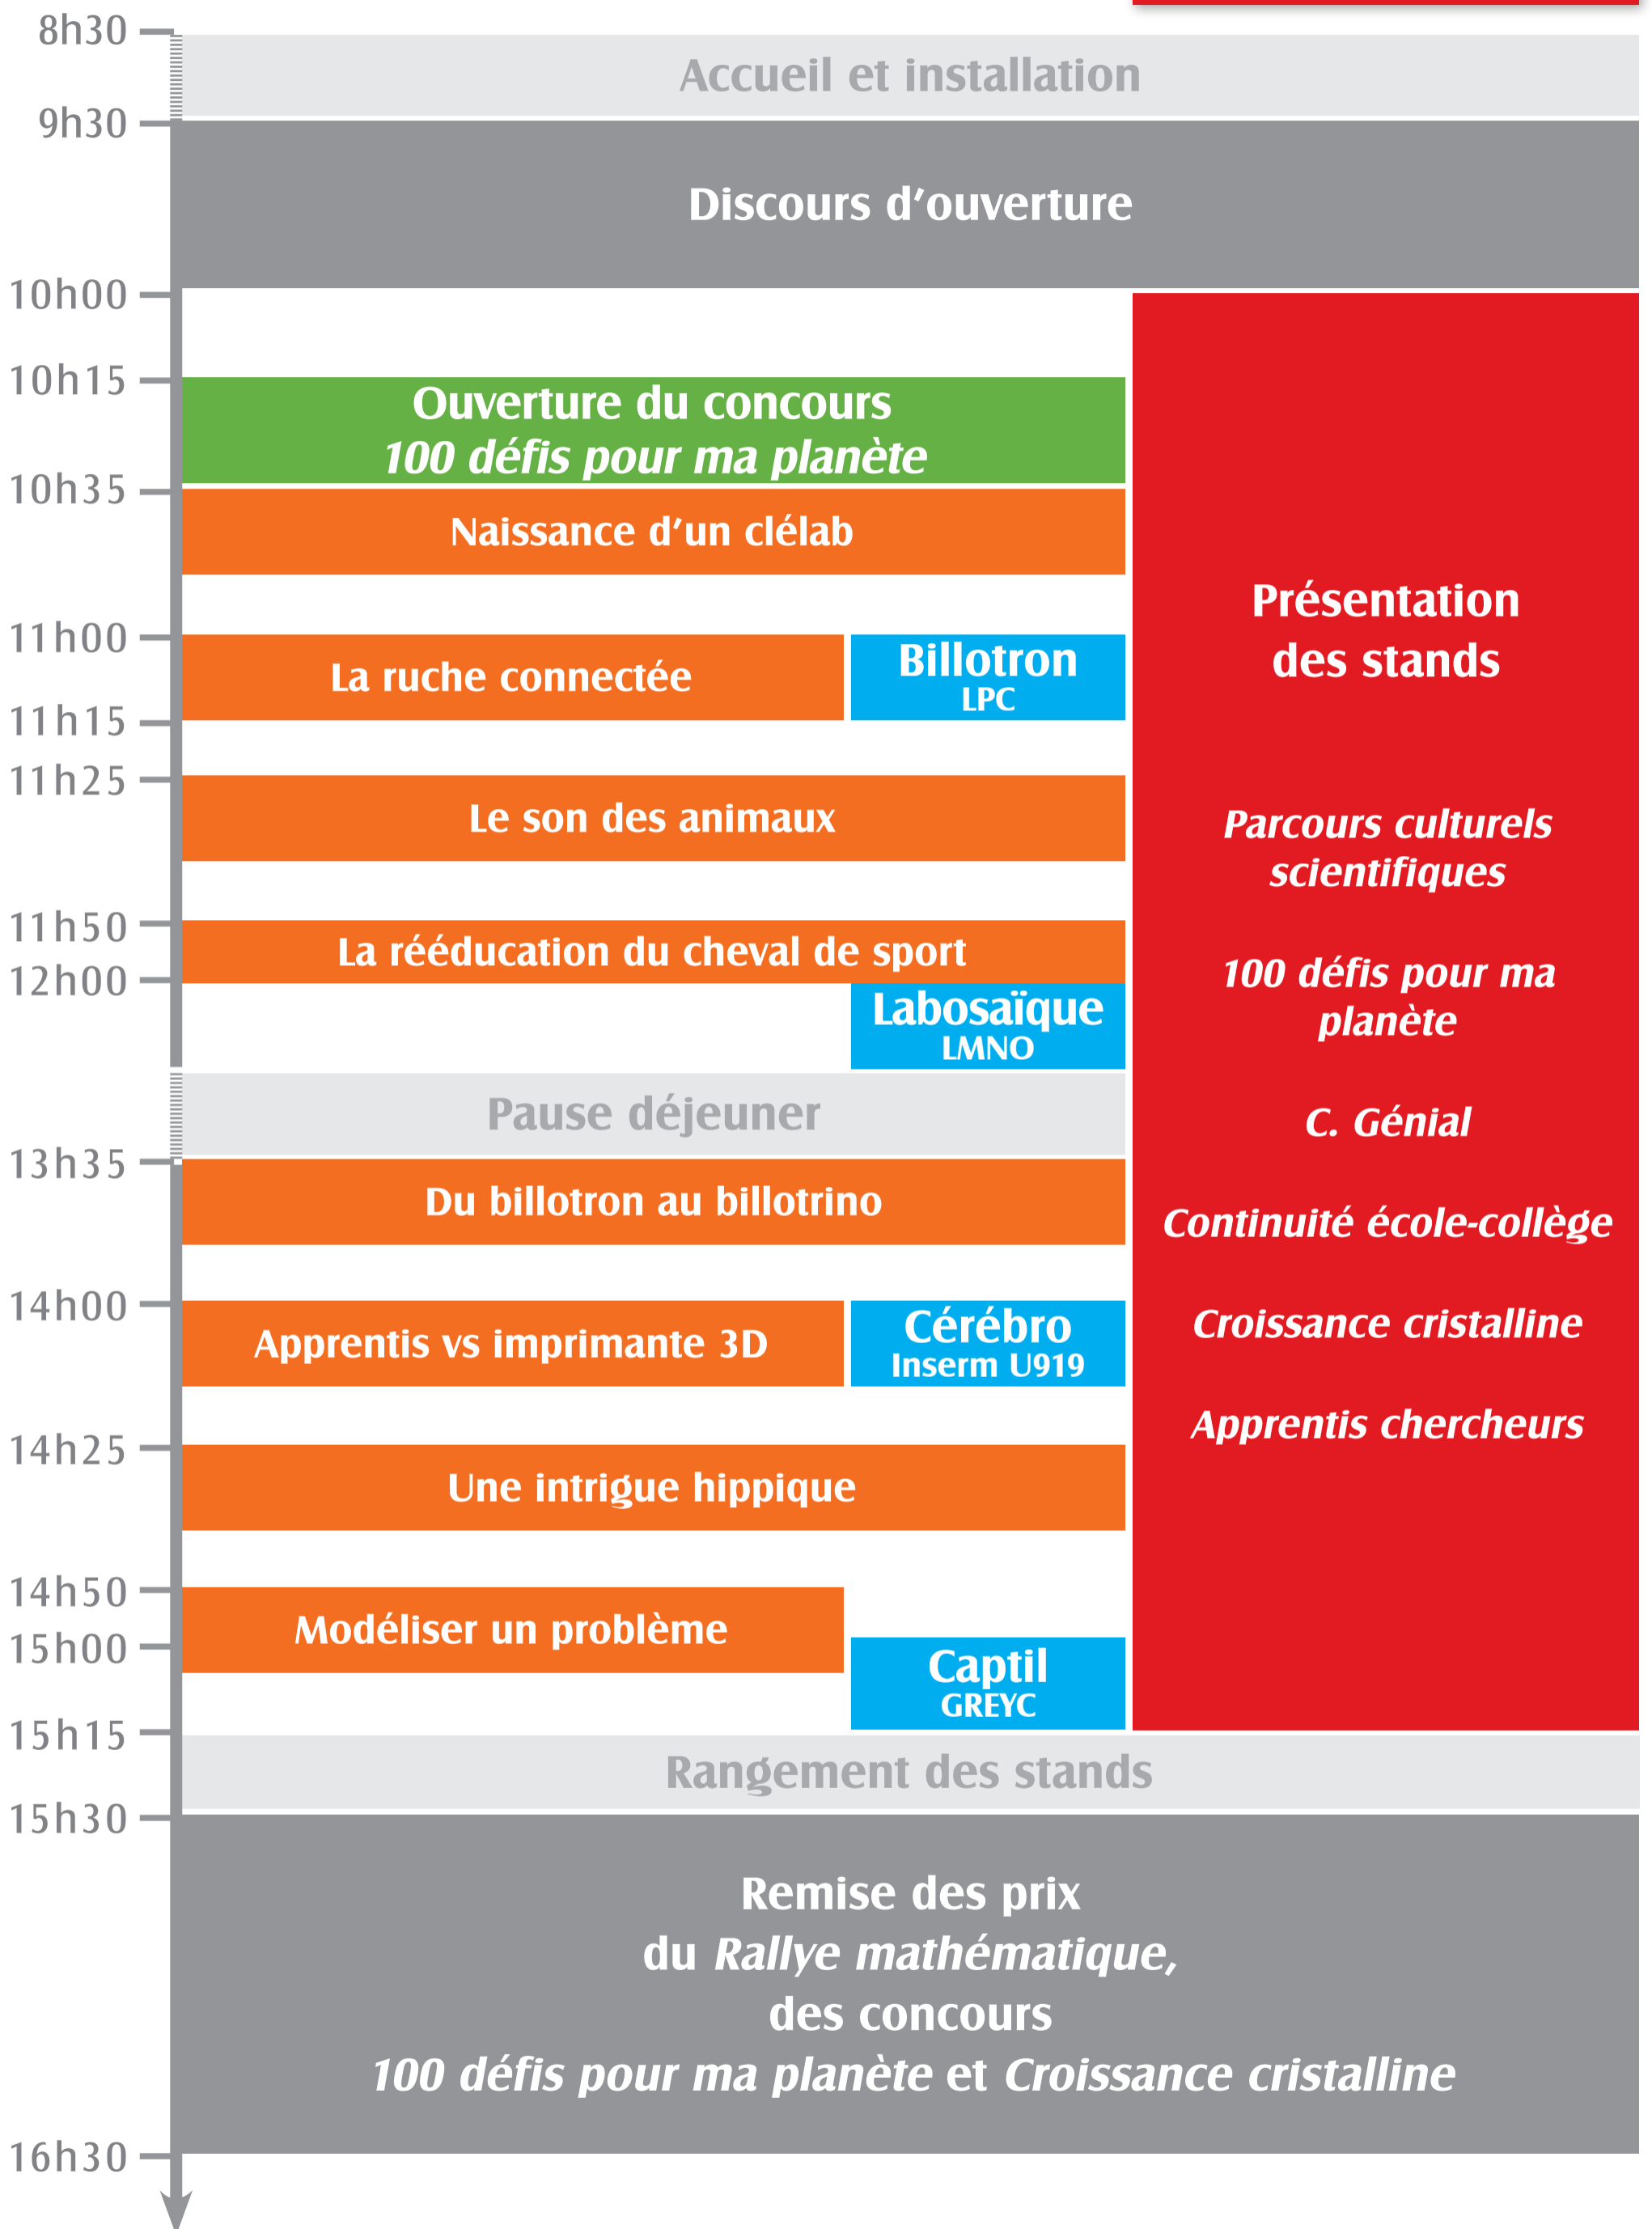 8h30
Accueil et installation
9h30
Discours d’ouverture
10h00
10h15
Ouverture du concours
100 défis pour ma planète
10h35
Naissance d’un clélab
11h00
La ruche connectée
Billotron
LPC
11h15
11h25
Le son des animaux
11h50
La rééducation du cheval de sport
12h00
Labosaïque
LMNO
Pause déjeuner
13h35
Du billotron au billotrino
14h00
Apprentis vs imprimante 3D
Cérébro
Inserm U919
14h25
Une intrigue hippique
14h50
Modéliser un problème
15h00
Captil
GREYC
15h15
Présentation
des stands
Parcours culturels
scientifiques
100 défis pour ma
planète
C. Génial
Continuité école-collège
Croissance cristalline
Apprentis chercheurs
Rangement des stands
15h30
Remise des prix
du Rallye mathématique,
des concours
100 défis pour ma planète et Croissance cristalline
16h30